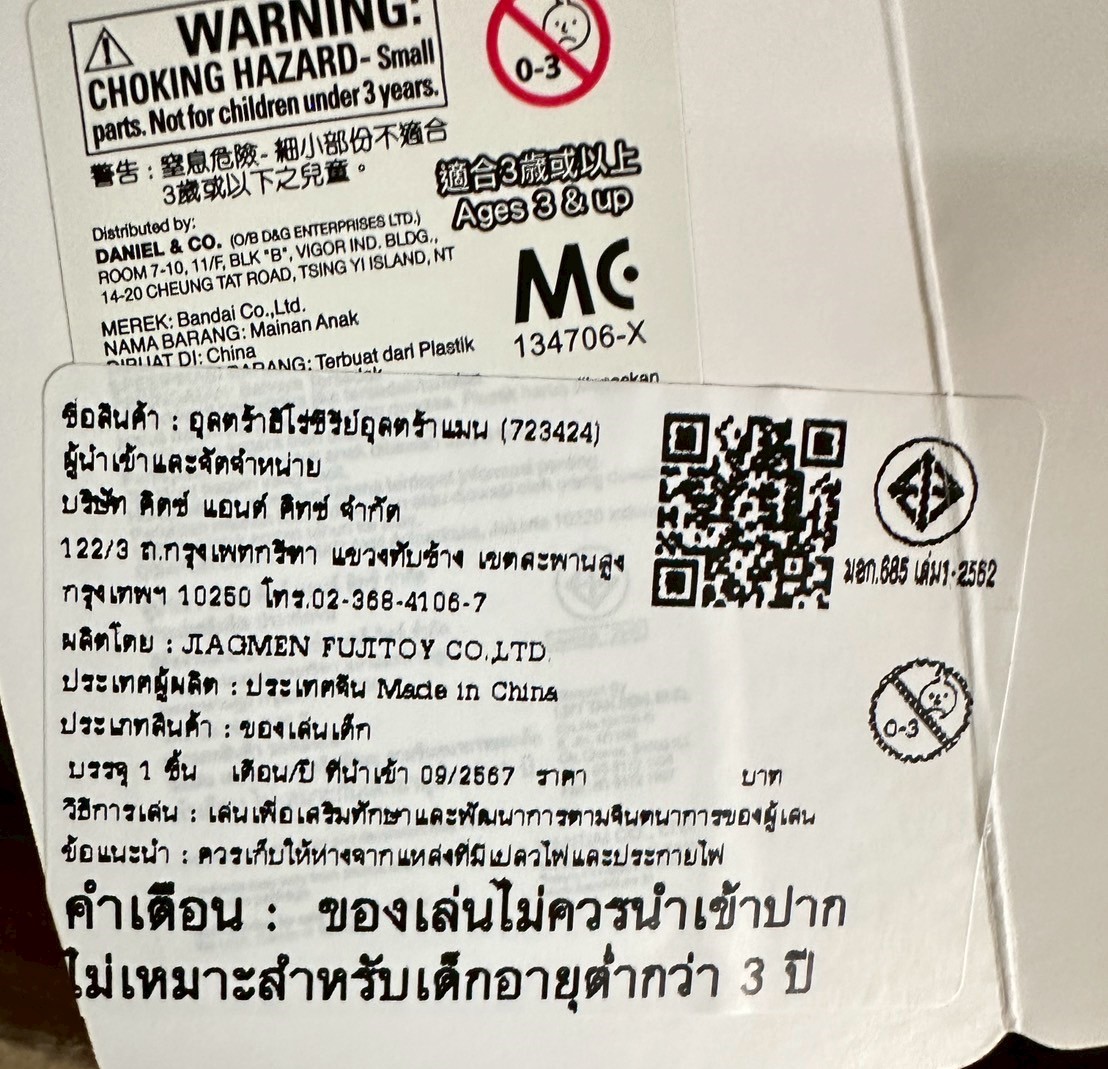 WARNING:
CHOKING HAZARD- Small
parts. Not for children under 3 years.
0-3
警告：窒息危險- 細小部份不適合
3歲或以下之兒童。
適合3歲或以上
Ages 3 & up
Distributed by:
DANIEL & CO. (O/B D&G ENTERPRISES LTD.)
ROOM 7-10, 11/F, BLK "B", VIGOR IND. BLDG.,
14-20 CHEUNG TAT ROAD, TSING YI ISLAND, NT
MC
134706-X
MEREK: Bandai Co.,Ltd.
NAMA BARANG: Mainan Anak
DIBUAT DI: China
Terbuat dari Plastik
ชื่อสินค้า : อุลตร้าฮีโร่ซีรีย์อุลตร้าแมน (723424)
ผู้นำเข้าและจัดจำหน่าย
บริษัท คิดซ์ แอนด์ คิทซ์ จำกัด
122/3 ถ.กรุงเทพกรีฑา แขวงทับช้าง เขตสะพานสูง
กรุงเทพฯ 10250 โทร.02-368-4106-7
ผลิตโดย : JIAGMEN FUJITOY CO.,LTD.
ประเทศผู้ผลิต : ประเทศจีน Made in China
ประเภทสินค้า : ของเล่นเด็ก
บรรจุ 1 ชิ้น เดือน/ปี ที่นำเข้า 09/2567 ราคา บาท
วิธีการเล่น : เล่นเพื่อเสริมทักษาและพัฒนาการตามจินตนาการของผู้เล่น
ข้อแนะนำ : ควรเก็บให้ห่างจากแหล่งที่มีเปลวไฟและประกายไฟ
คำเตือน : ของเล่นไม่ควรนำเข้าปาก
ไม่เหมาะสำหรับเด็กอายุต่ำกว่า 3 ปี
มอก.685 เล่ม1-2562
0-3